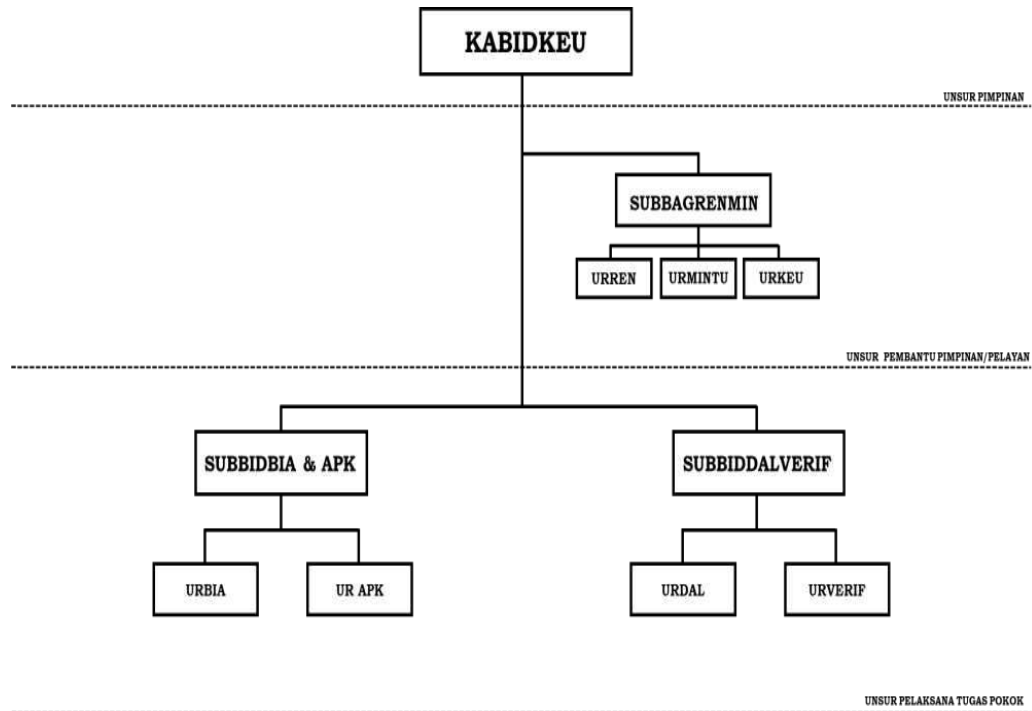 KABIDKEU
UNSUR PIMPINAN
SUBBAGRENMIN
URREN
URMINTU
URKEU
UNSUR PEMBANTU PIMPINAN/PELAYAN
SUBBIDBIA & APK
SUBBIDDALVERIF
URBIA
UR APK
URDAL
URVERIF
UNSUR PELAKSANA TUGAS POKOK